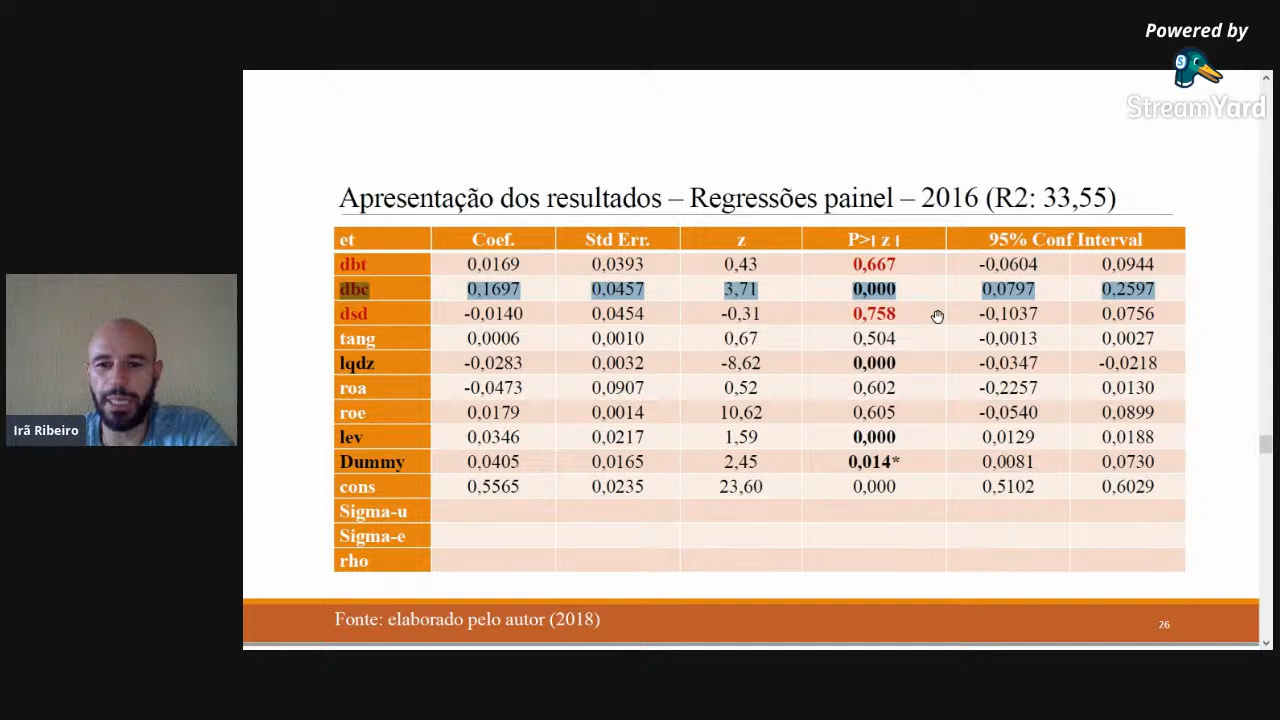 Powered by
StreamYard
Apresentação dos resultados – Regressões painel – 2016 (R2: 33,55)
et Coef. Std Err. z P>| z | 95% Conf Interval
dbt 0,0169 0,0393 0,43 0,667 -0,0604 0,0944
dbc 0,1697 0,0457 3,71 0,000 0,0797 0,2597
dsd -0,0140 0,0454 -0,31 0,758 -0,1037 0,0756
tang 0,0006 0,0010 0,67 0,504 -0,0013 0,0027
lqdz -0,0283 0,0032 -8,62 0,000 -0,0347 -0,0218
roa -0,0473 0,0907 0,52 0,602 -0,2257 0,0130
roe 0,0179 0,0014 10,62 0,605 -0,0540 0,0899
lev 0,0346 0,0217 1,59 0,000 0,0129 0,0188
Dummy 0,0405 0,0165 2,45 0,014* 0,0081 0,0730
cons 0,5565 0,0235 23,60 0,000 0,5102 0,6029
Sigma-u
Sigma-e
rho
Irã Ribeiro
Fonte: elaborado pelo autor (2018)
26